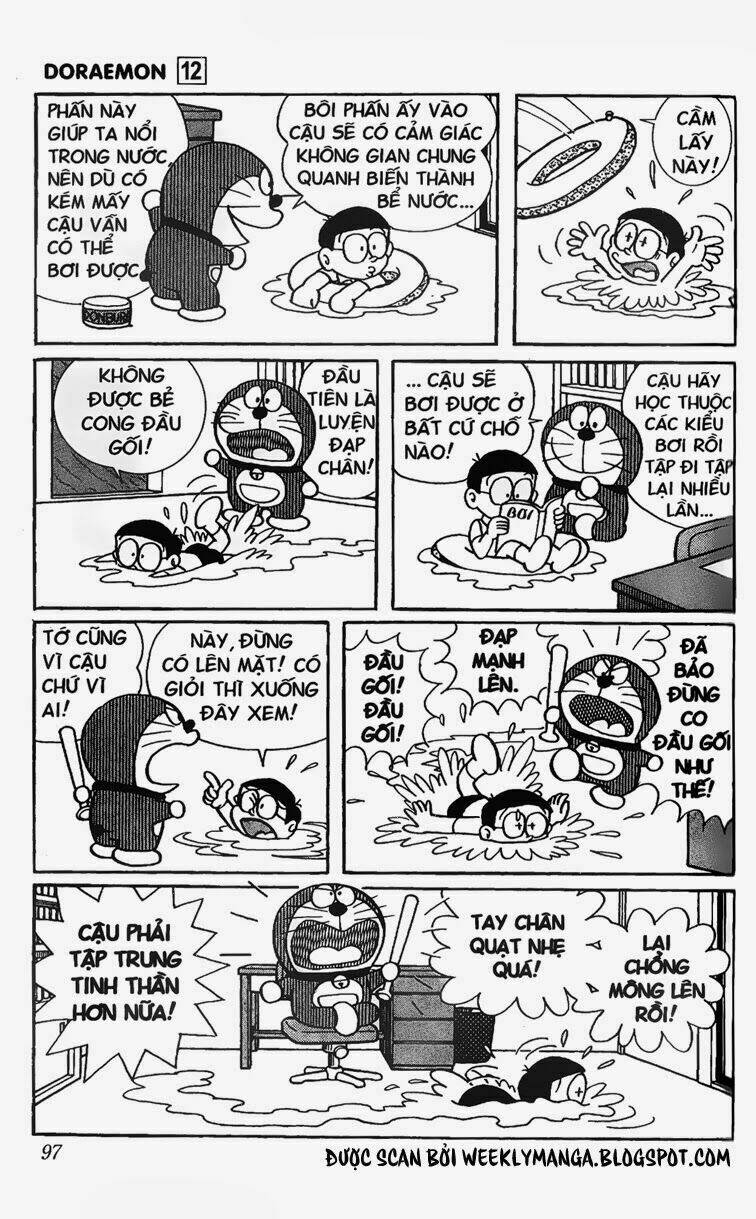 DORAEMON 12
CẦM
LẤY
NÀY!
BÔI PHẤN ẤY VÀO
CẬU SẼ CÓ CẢM GIÁC
KHÔNG GIAN CHUNG
QUANH BIẾN THÀNH
BỂ NƯỚC...
PHẤN NÀY
GIÚP TA NỔI
TRONG NƯỚC,
NÊN DÙ CÓ
KÉM MẤY
CẬU VẪN
CÓ THỂ
BƠI ĐƯỢC
DONBURI
CẬU HÃY
HỌC THUỘC
CÁC KIỂU
BƠI RỒI
TẬP ĐI TẬP
LẠI NHIỀU
LẦN...
... CẬU SẼ
BƠI ĐƯỢC Ở
BẤT CỨ CHỖ
NÀO!
BƠI
ĐẦU
TIÊN LÀ
LUYỆN
ĐẠP
CHÂN!
KHÔNG
ĐƯỢC BẺ
CONG ĐẦU
GỐI!
ĐÃ
BẢO
ĐỪNG
CO
ĐẦU GỐI
NHƯ
THẾ!
ĐẠP
MẠNH
LÊN.
ĐẦU
GỐI!
ĐẦU
GỐI!
NÀY, ĐỪNG
CÓ LÊN MẶT! CÓ
GIỎI THÌ XUỐNG
ĐÂY XEM!
TỚ CŨNG
VÌ CẬU
CHỨ VÌ
AI!
LẠI
CHỔNG
MÔNG LÊN
RỒI!
TAY CHÂN
QUẠT NHẸ
QUÁ!
CẬU PHẢI
TẬP TRUNG
TINH THẦN
HƠN NỮA!
97
ĐƯỢC SCAN BỞI WEEKLYMANGA.BLOGSPOT.COM